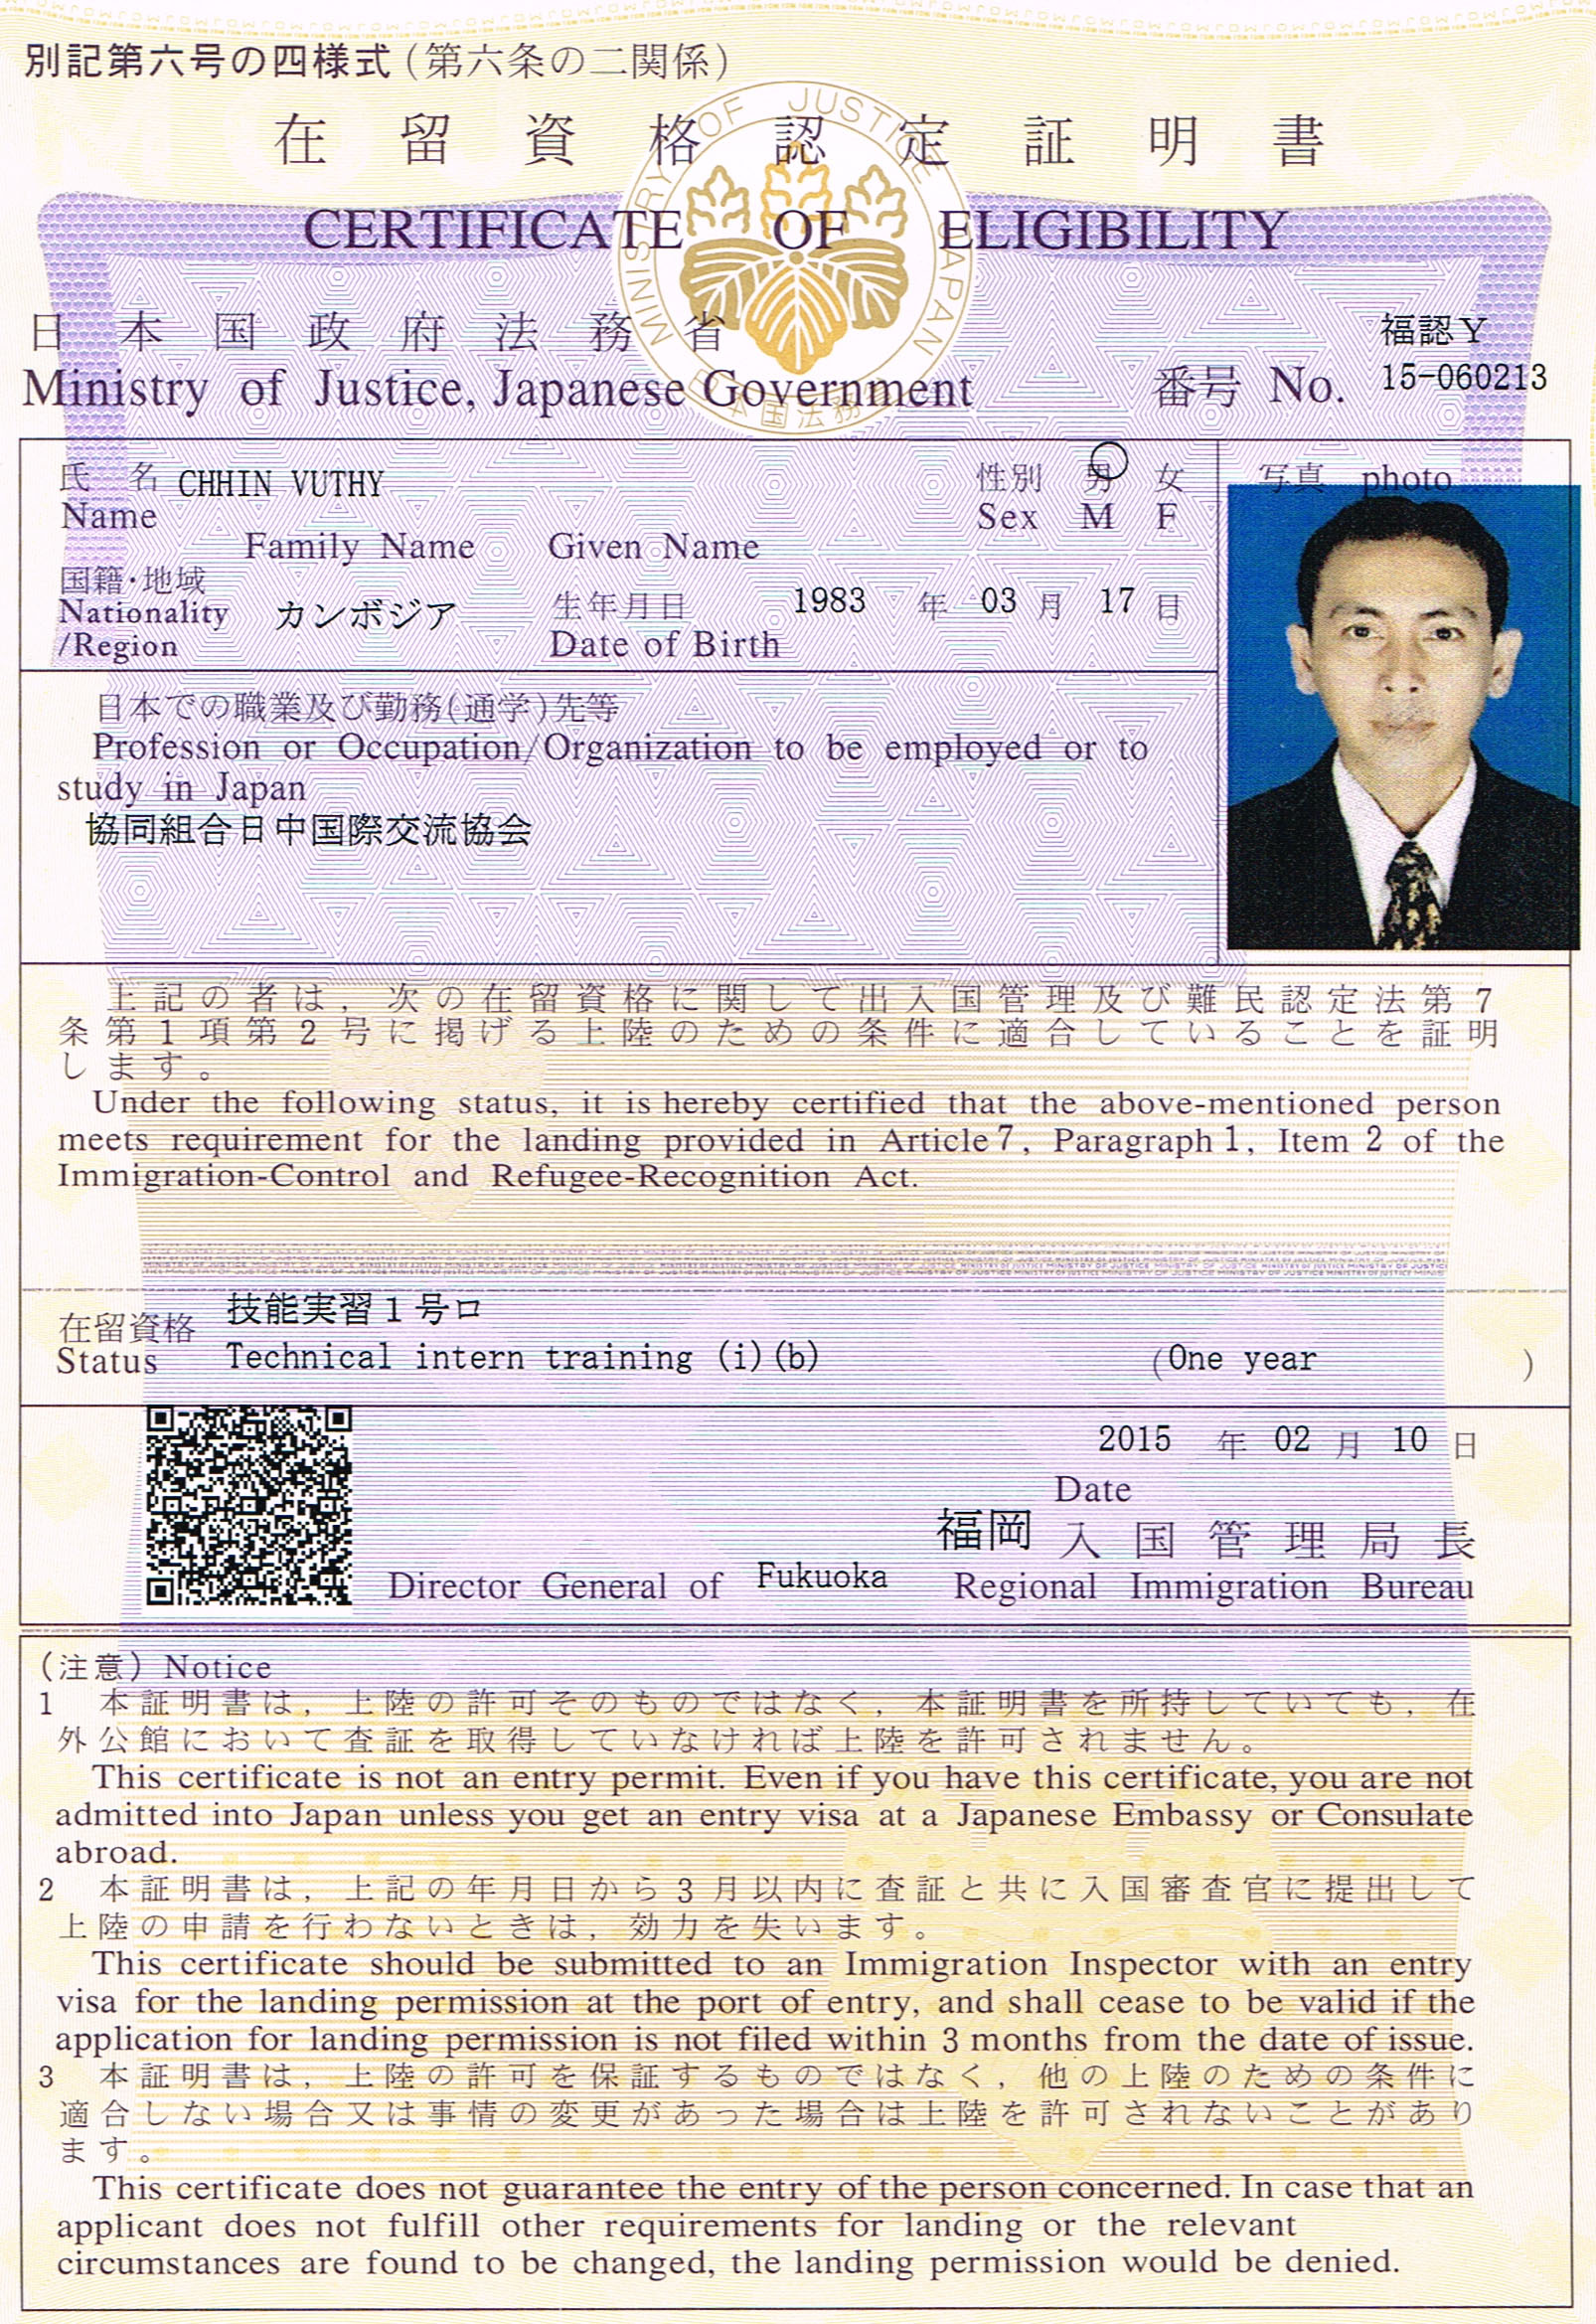 別記第六号の四様式(第六条の二関係)
在留資格認定証明書
CERTIFICATE OF ELIGIBILITY
MINISTRY OF JUSTICE JAPAN
日本国法務
日本国政府法務省
福認Y
Ministry of Justice, Japanese Government 番号 No. 15-060213
氏名 CHHIN VUTHY 性別 男 女 写真 photo
Name Sex M F
Family Name Given Name
国籍・地域
Nationality カンボジア 生年月日 1983 年 03 月 17 日
/Region Date of Birth
日本での職業及び勤務(通学)先等
Profession or Occupation/Organization to be employed or to
study in Japan
協同組合日中国際交流協会
上記の者は,次の在留資格に関して出入国管理及び難民認定法第7
条第1項第2号に掲げる上陸のための条件に適合していることを証明
します。
Under the following status, it is hereby certified that the above-mentioned person
meets requirement for the landing provided in Article 7, Paragraph 1, Item 2 of the
Immigration-Control and Refugee-Recognition Act.
技能実習1号ロ
在留資格
Status Technical intern training (i)(b) (One year )
2015 年 02 月 10 日
Date
福岡 入国管理局長
Director General of Fukuoka Regional Immigration Bureau
(注意) Notice
1 本証明書は,上陸の許可そのものではなく,本証明書を所持していても,在
外公館において査証を取得していなければ上陸を許可されません。
This certificate is not an entry permit. Even if you have this certificate, you are not
admitted into Japan unless you get an entry visa at a Japanese Embassy or Consulate
abroad.
2 本証明書は,上記の年月日から3月以内に査証と共に入国審査官に提出して
上陸の申請を行わないときは,効力を失います。
This certificate should be submitted to an Immigration Inspector with an entry
visa for the landing permission at the port of entry, and shall cease to be valid if the
application for landing permission is not filed within 3 months from the date of issue.
3 本証明書は,上陸の許可を保証するものではなく,他の上陸のための条件に
適合しない場合又は事情の変更があった場合は上陸を許可されないことがあり
ます。
This certificate does not guarantee the entry of the person concerned. In case that an
applicant does not fulfill other requirements for landing or the relevant
circumstances are found to be changed, the landing permission would be denied.